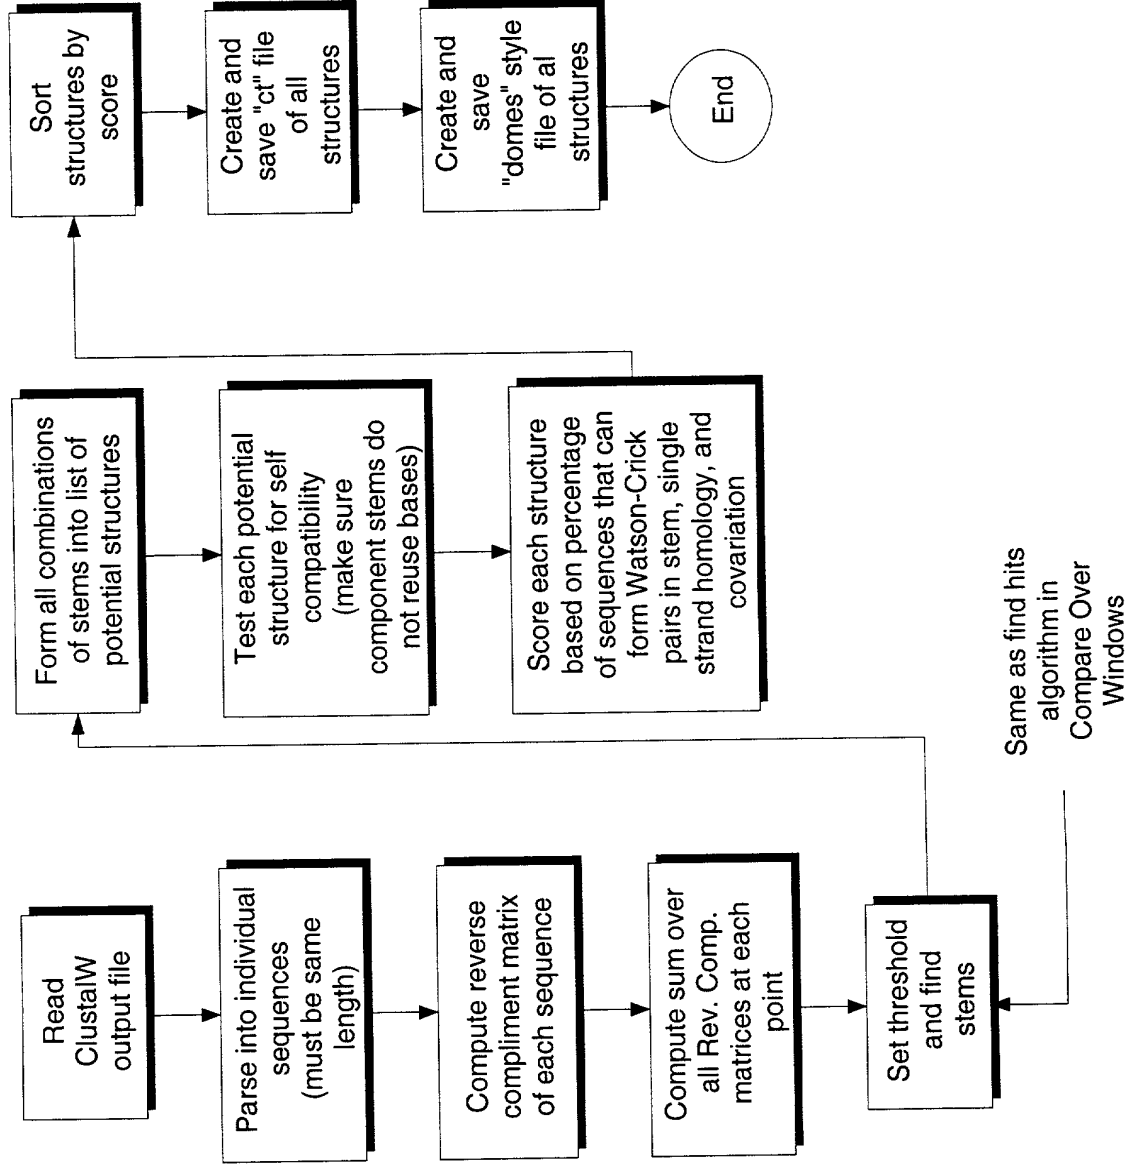 Read
ClustalW
output file
Parse into individual
sequences
(must be same
length)
Compute reverse
compliment matrix
of each sequence
Compute sum over
all Rev. Comp.
matrices at each
point
Set threshold
and find
stems
Same as find hits
algorithm in
Compare Over
Windows
Form all combinations
of stems into list of
potential structures
Test each potential
structure for self
compatibility
(make sure
component stems do
not reuse bases)
Score each structure
based on percentage
of sequences that can
form Watson-Crick
pairs in stem, single
strand homology, and
covariation
Sort
structures by
score
Create and
save "ct" file
of all
structures
Create and
save
"domes" style
file of al
structures
End